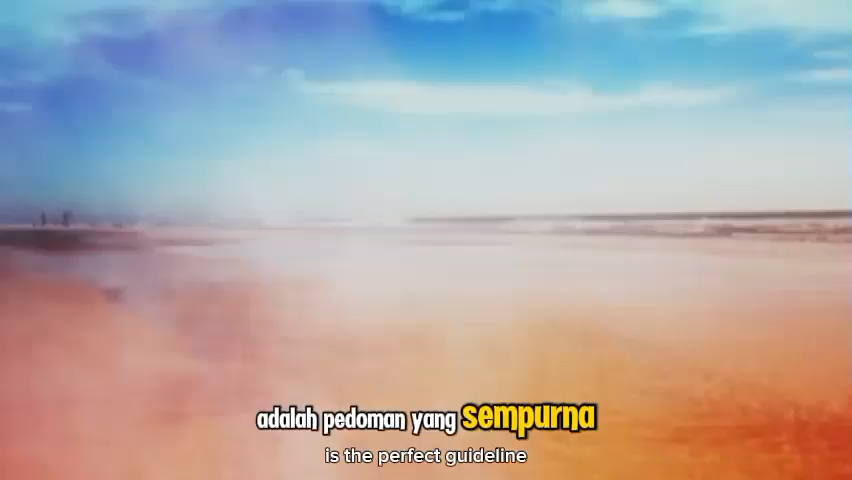 adalah pedoman yang sempurna
is the perfect guideline